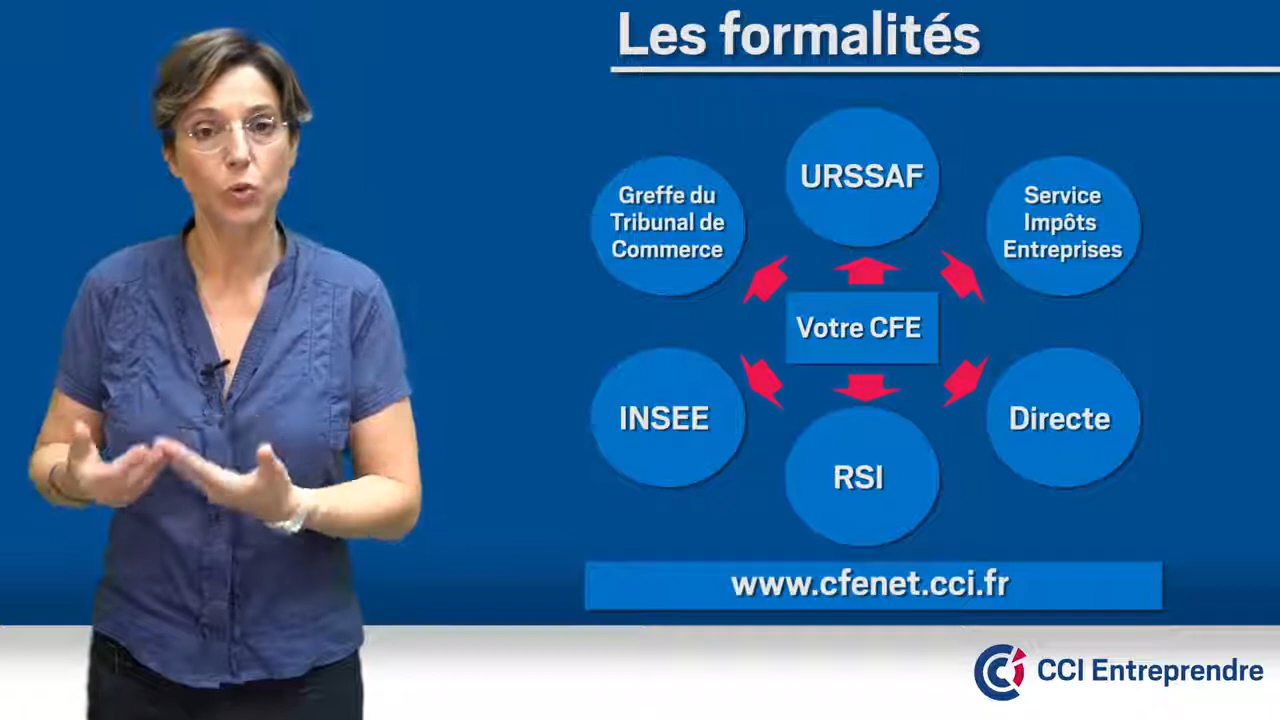 Les formalités
URSSAF
Greffe du
Tribunal de
Commerce
Service
Impôts
Entreprises
Votre CFE
INSEE
Directe
RSI
www.cfenet.cci.fr
CCI Entreprendre